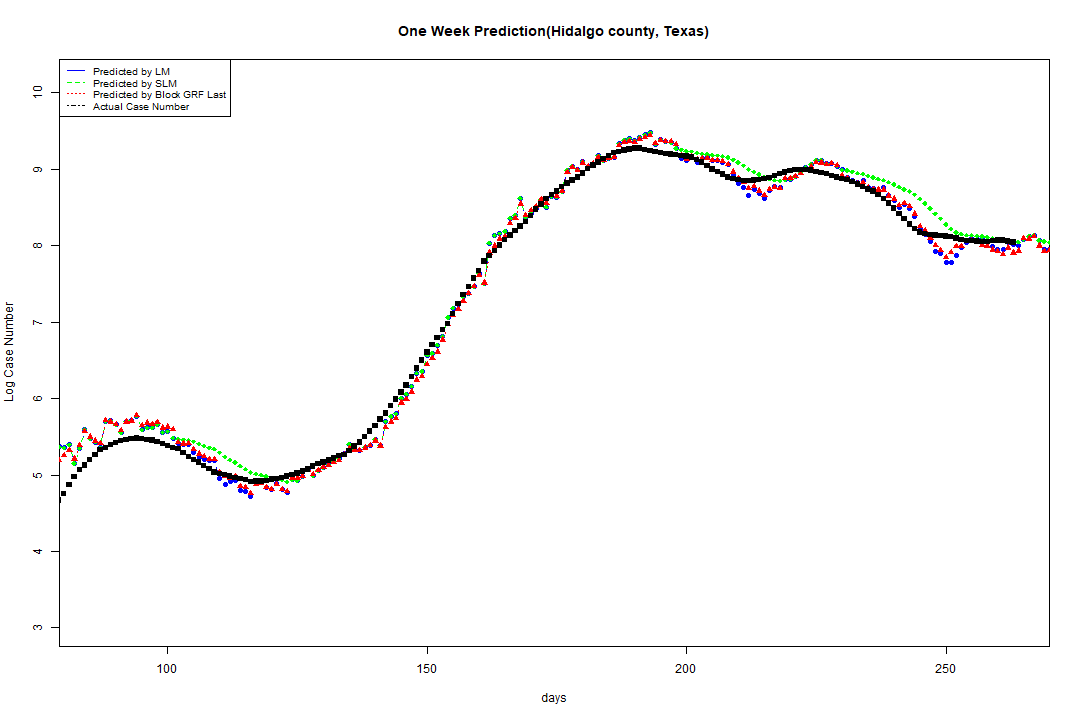 One Week Prediction(Hidalgo county, Texas)
Predicted by LM
Predicted by SLM
Predicted by Block GRF Last
Actual Case Number
10
9
8
7
6
5
4
3
Log Case Number
100
150
200
250
days